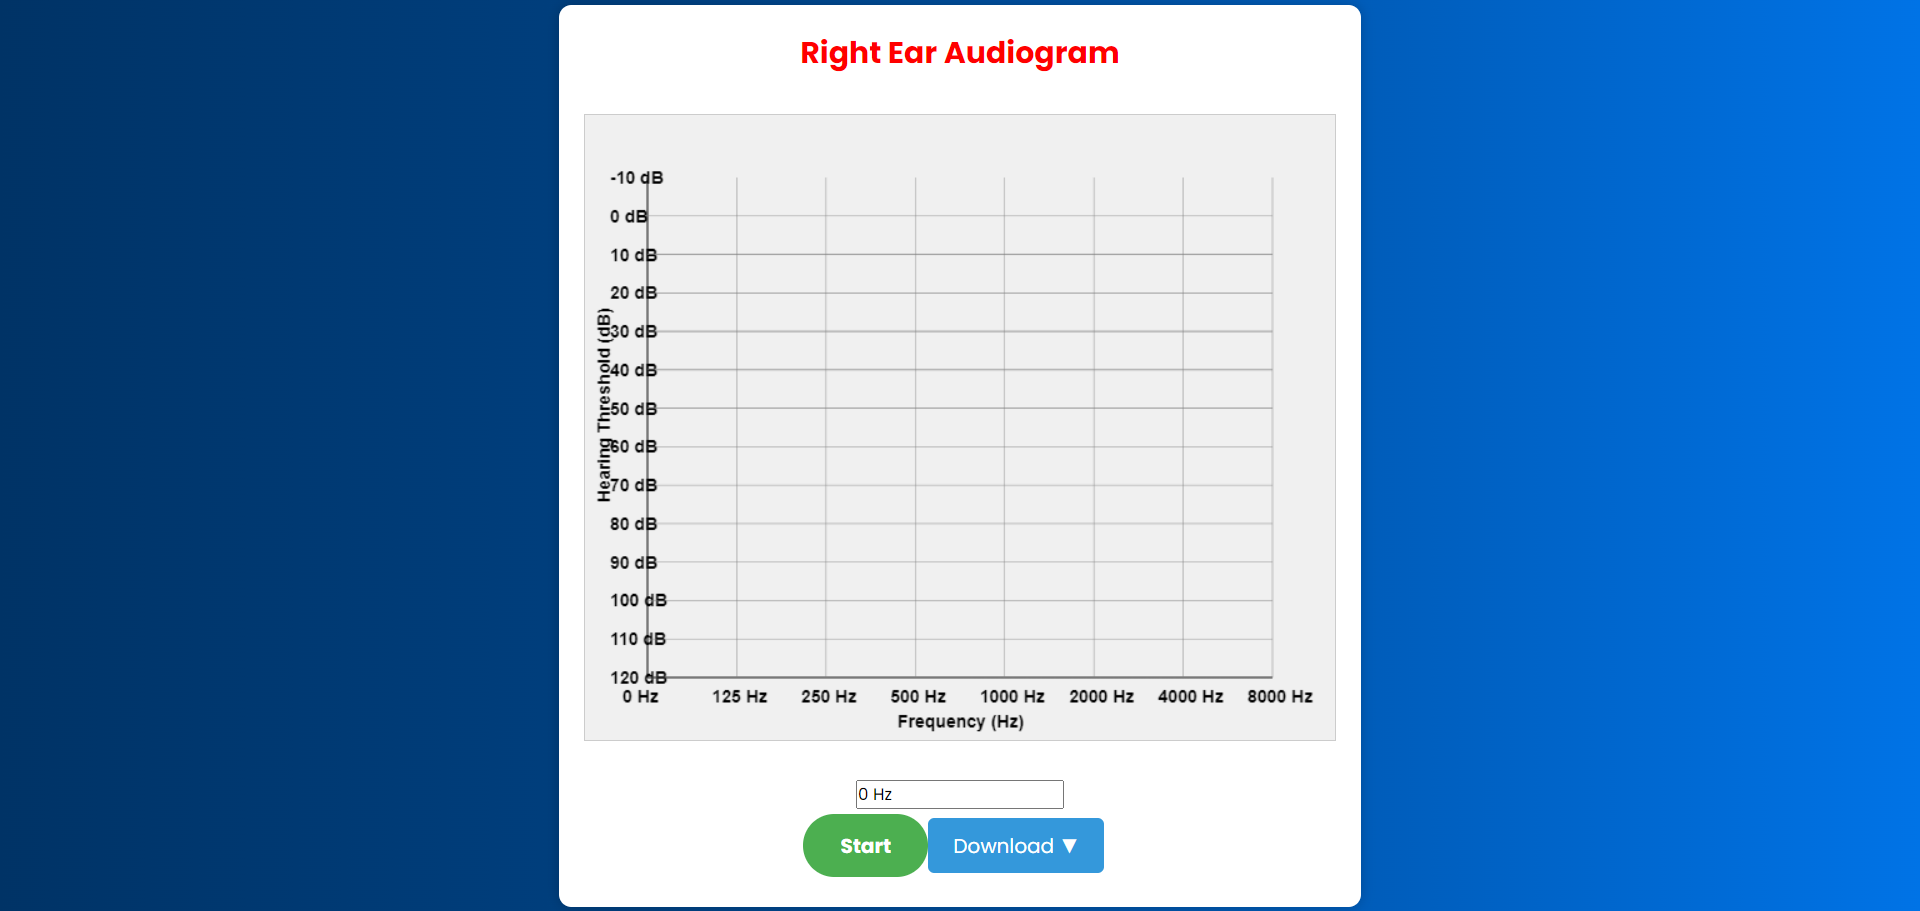 Right Ear Audiogram
-10 dB
0 dB
10 dB
20 dB
30 dB
40 dB
50 dB
60 dB
70 dB
80 dB
90 dB
100 dB
110 dB
120 dB
Hearing Threshold (dB)
0 Hz 125 Hz 250 Hz 500 Hz 1000 Hz 2000 Hz 4000 Hz 8000 Hz
Frequency (Hz)
0 Hz
Start Download ▼